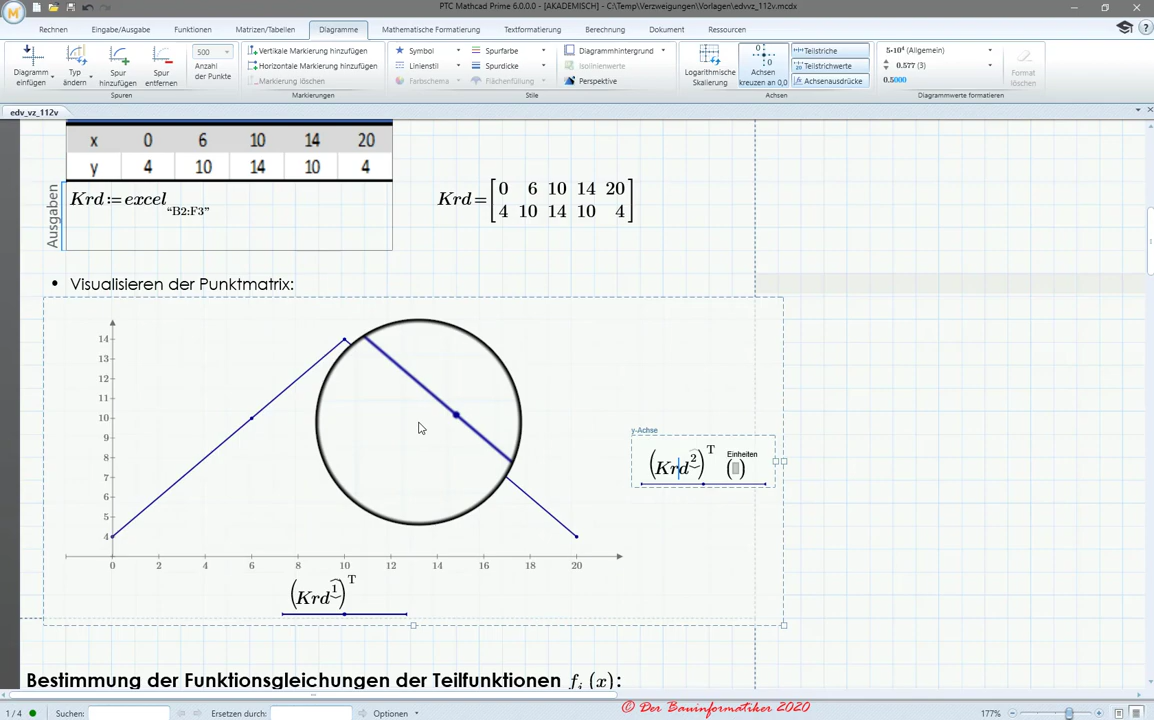 PTC Mathcad Prime 6.0.0.0 - [AKADEMISCH] C:\Temp\Verzweigungen\Vorlagen\edvvz_112v.mcdx
Rechnen Eingabe/Ausgabe Funktionen Matrizen/Tabellen Diagramme Mathematische Formatierung Textformatierung Berechnung Dokument Ressourcen
Diagramm einfügen
Typ ändern
Spur hinzufügen
Spur entfernen
500
Anzahl der Punkte
Vertikale Markierung hinzufügen
Horizontale Markierung hinzufügen
Markierung löschen
Symbol
Linienstil
Farbschema
Spurfarbe
Spurdicke
Flächenfüllung
Diagrammhintergrund
Isolinienwerte
Perspektive
Logarithmische Skalierung
Achsen kreuzen an 0,0
Teilstriche
Teilstrichwerte
Achsenausdrücke
5·10⁴ (Allgemein)
0.577 (3)
0.5000
Format löschen
Spuren Markierungen Stile Achsen Diagrammwerte formatieren
edv_vz_112v
x 0 6 10 14 20
y 4 10 14 10 4
Ausgaben
Krd := excel "B2:F3"
Krd = [0 6 10 14 20
4 10 14 10 4]
• Visualisieren der Punktmatrix:
14
13
12
11
10
9
8
7
6
5
4
0 2 4 6 8 10 12 14 16 18 20
y-Achse
(Krd 2)T Einheiten ( )
(Krd 1)T
Bestimmung der Funktionsgleichungen der Teilfunktionen fi (x):
© Der Bauinformatiker 2020
1 / 4 Suchen: Ersetzen durch: Optionen 177%